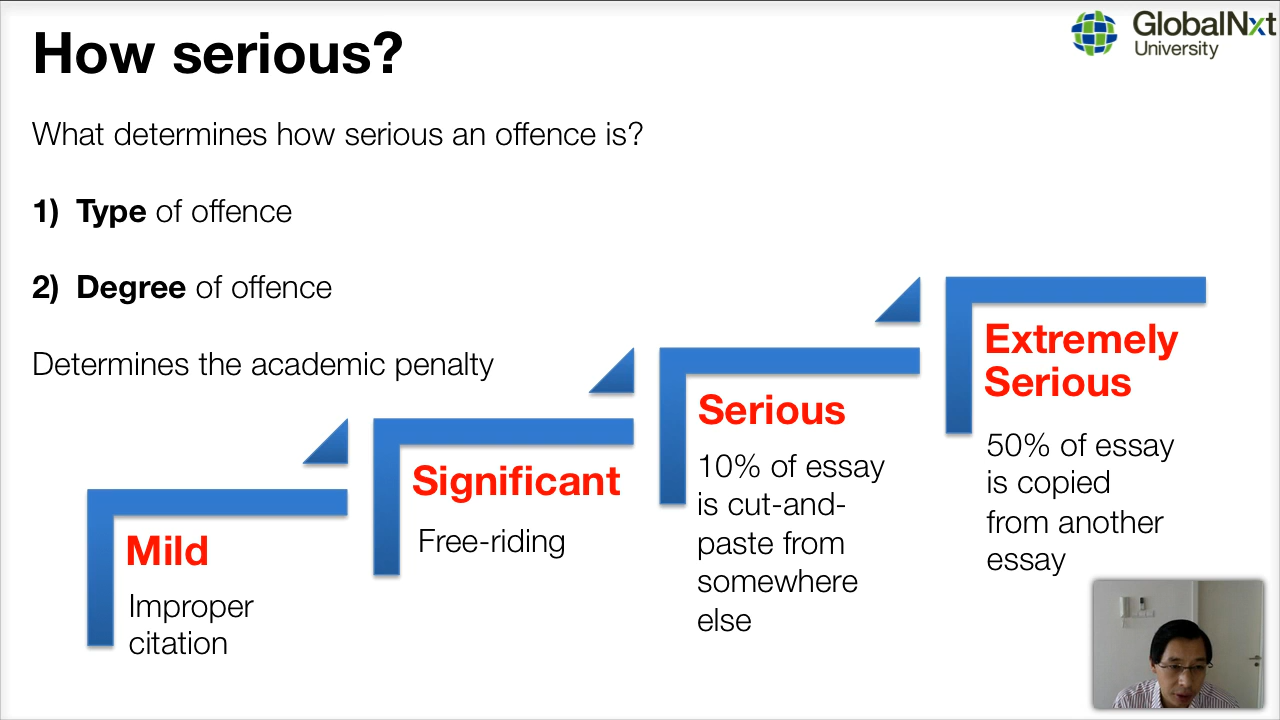 How serious?
GlobalNxt
University
What determines how serious an offence is?
1) Type of offence
2) Degree of offence
Determines the academic penalty
Mild
Improper
citation
Significant
Free-riding
Serious
10% of essay
is cut-and-
paste from
somewhere
else
Extremely
Serious
50% of essay
is copied
from another
essay